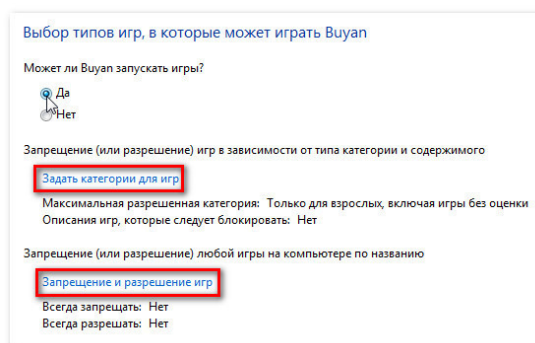 Выбор типов игр, в которые может играть Buyan
Может ли Buyan запускать игры?
Да
Нет
Запрещение (или разрешение) игр в зависимости от типа категории и содержимого
Задать категории для игр
Максимальная разрешенная категория: Только для взрослых, включая игры без оценки
Описания игр, которые следует блокировать: Нет
Запрещение (или разрешение) любой игры на компьютере по названию
Запрещение и разрешение игр
Всегда запрещать: Нет
Всегда разрешать: Нет